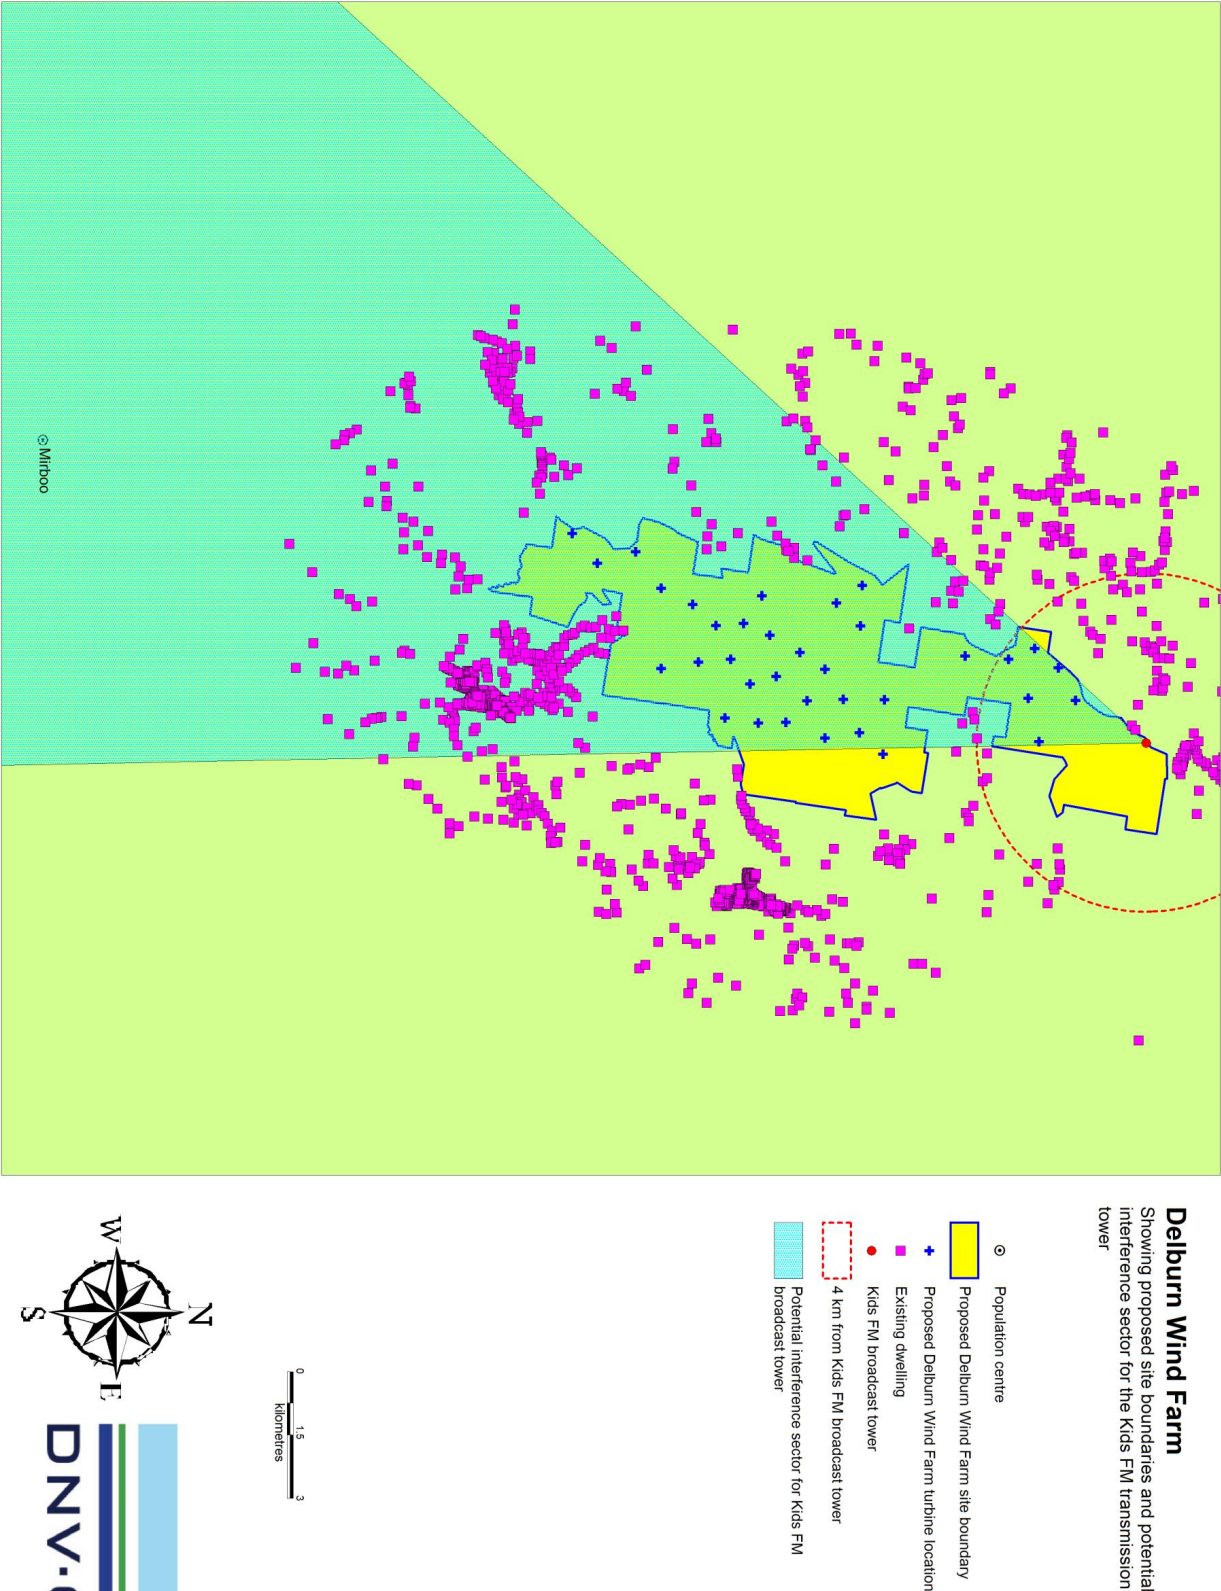 Delburn Wind Farm
Showing proposed site boundaries and potential
interference sector for the Kids FM transmission
tower
Population centre
Proposed Delburn Wind Farm site boundary
Proposed Delburn Wind Farm turbine location
Existing dwelling
Kids FM broadcast tower
4 km from Kids FM broadcast tower
Potential interference sector for Kids FM
broadcast tower
0 1.5 3
kilometres
N
W
E
S
DNV·
Mirboo